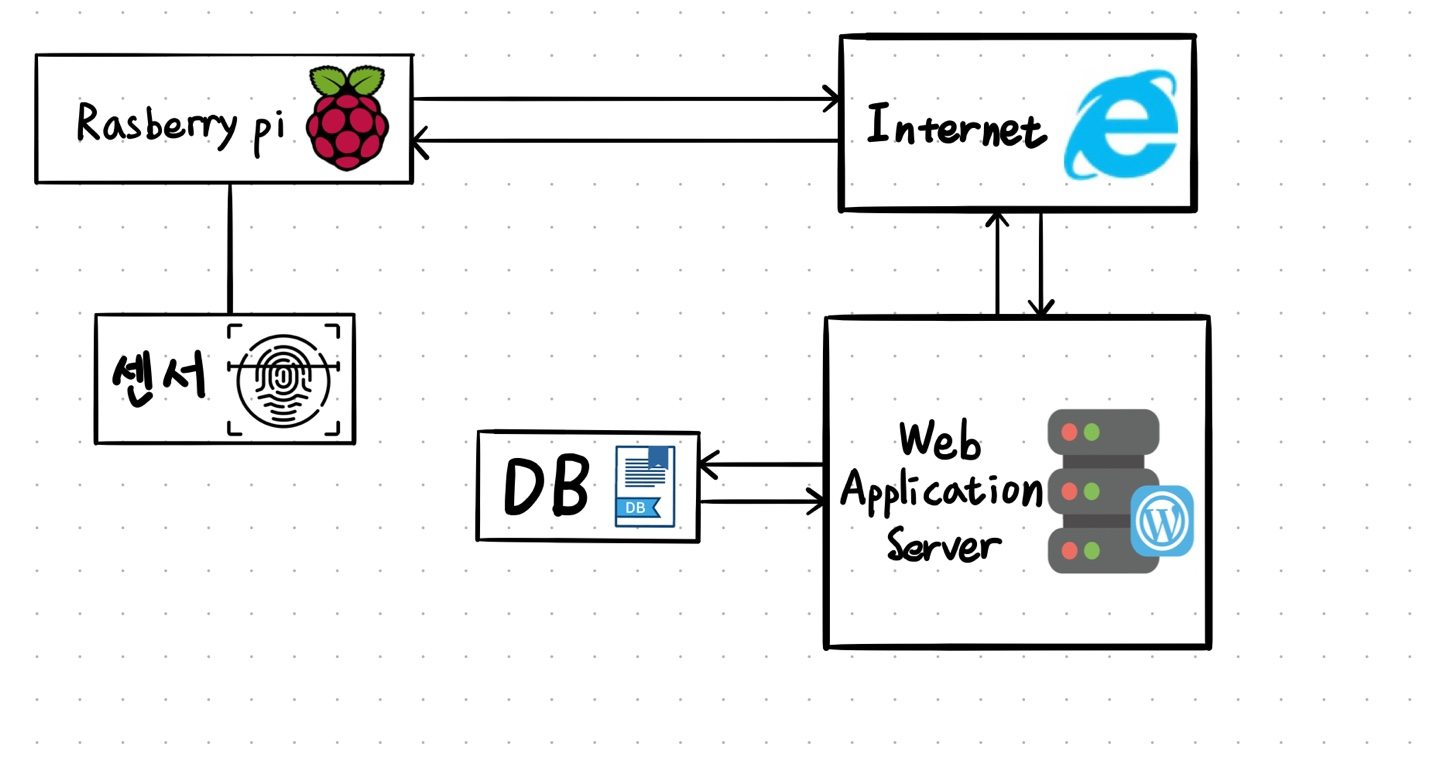 Rasberry pi
Internet
센서
DB
DB
Web
Application
Server